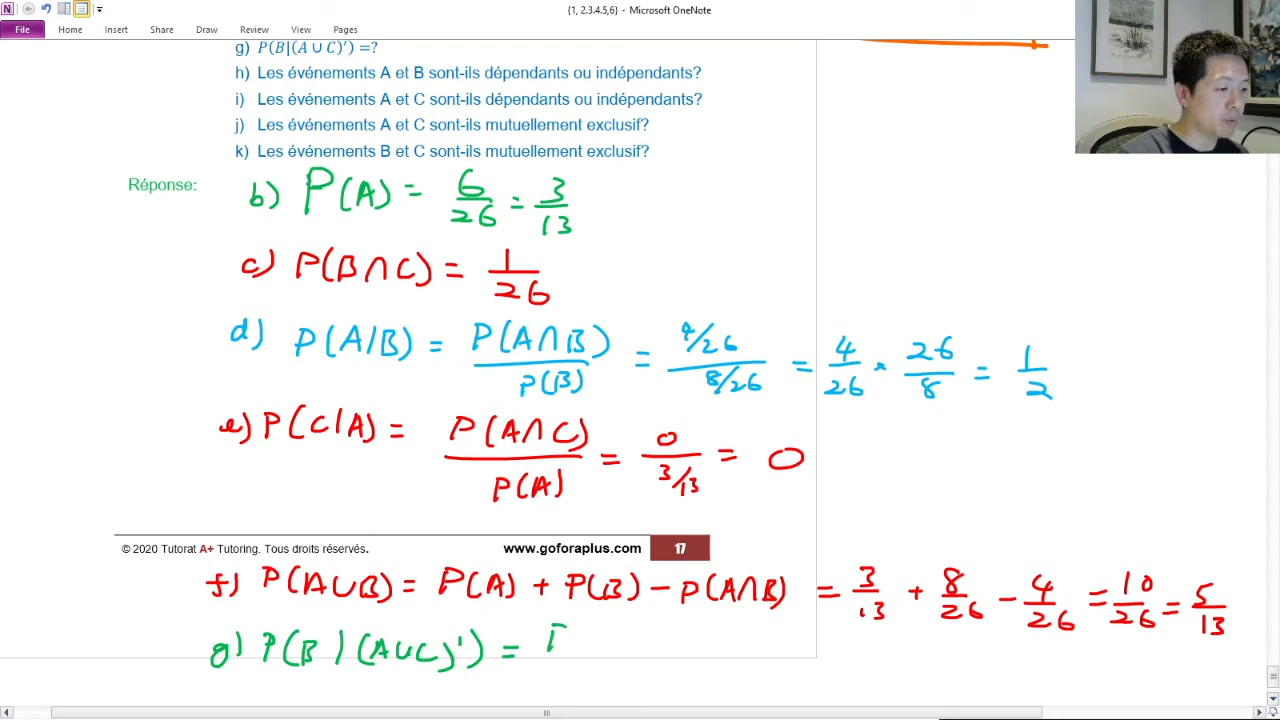 {1, 2.3.4.5,6} - Microsoft OneNote
File Home Insert Share Draw Review View Pages
g) P(B|(A ∪ C)′) =?
h) Les événements A et B sont-ils dépendants ou indépendants?
i) Les événements A et C sont-ils dépendants ou indépendants?
j) Les événements A et C sont-ils mutuellement exclusif?
k) Les événements B et C sont-ils mutuellement exclusif?
Réponse: b) P(A) = 6/26 = 3/13
c) P(B∩C) = 1/26
d) P(A/B) = P(A∩B)/P(B) = 4/26 / 8/26 = 4/26 · 26/8 = 1/2
e) P(C/A) = P(A∩C)/P(A) = 0 / 3/13 = 0
© 2020 Tutorat A+ Tutoring. Tous droits réservés. www.goforaplus.com 17
f) P(A∪B) = P(A) + P(B) − P(A∩B) = 3/13 + 8/26 − 4/26 = 10/26 = 5/13
g) P(B | (A∪C)′) =